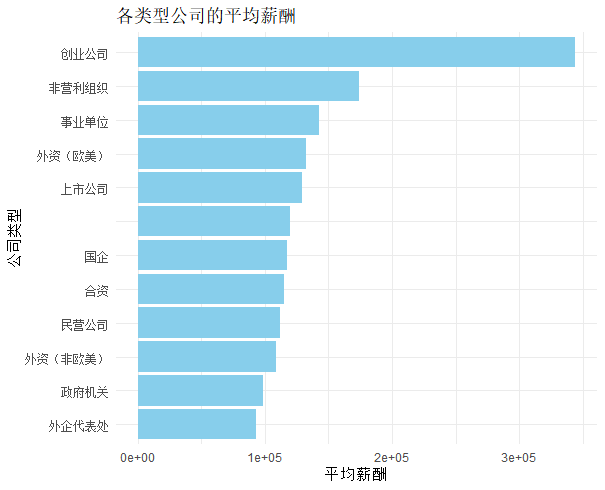 各类型公司的平均薪酬
创业公司
非营利组织
事业单位
外资（欧美）
上市公司
国企
合资
民营公司
外资（非欧美）
政府机关
外企代表处
公司类型
0e+00 1e+05 2e+05 3e+05
平均薪酬